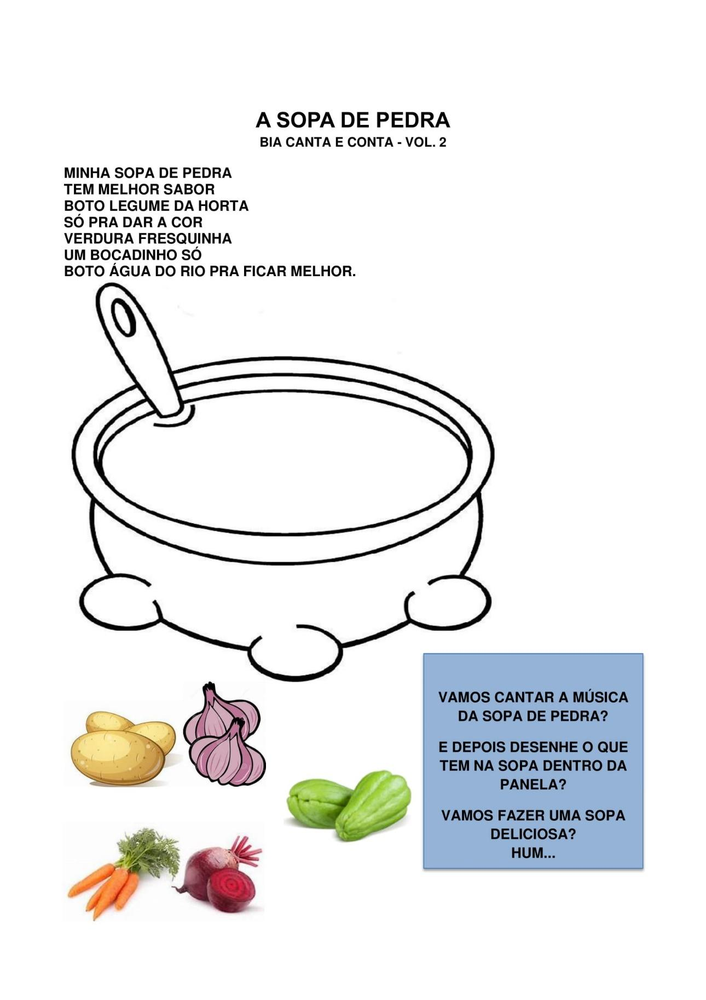 A SOPA DE PEDRA
BIA CANTA E CONTA - VOL. 2
MINHA SOPA DE PEDRA
TEM MELHOR SABOR
BOTO LEGUME DA HORTA
SÓ PRA DAR A COR
VERDURA FRESQUINHA
UM BOCADINHO SÓ
BOTO ÁGUA DO RIO PRA FICAR MELHOR.
VAMOS CANTAR A MÚSICA
DA SOPA DE PEDRA?
E DEPOIS DESENHE O QUE
TEM NA SOPA DENTRO DA
PANELA?
VAMOS FAZER UMA SOPA
DELICIOSA?
HUM...